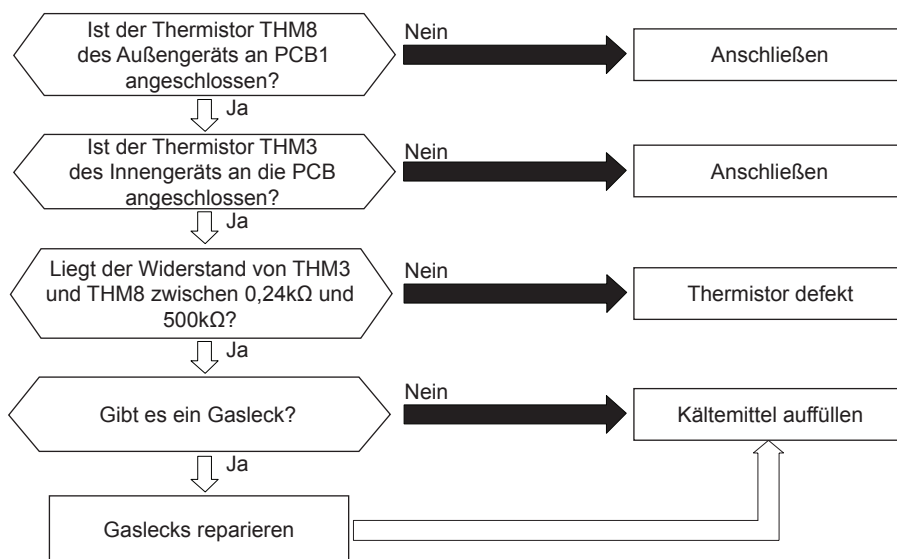 Ist der Thermistor THM8
des Außengeräts an PCB1
angeschlossen?
Nein
Anschließen
Ja
Ist der Thermistor THM3
des Innengeräts an die PCB
angeschlossen?
Nein
Anschließen
Ja
Liegt der Widerstand von THM3
und THM8 zwischen 0,24kΩ und
500kΩ?
Nein
Thermistor defekt
Ja
Gibt es ein Gasleck?
Nein
Kältemittel auffüllen
Ja
Gaslecks reparieren